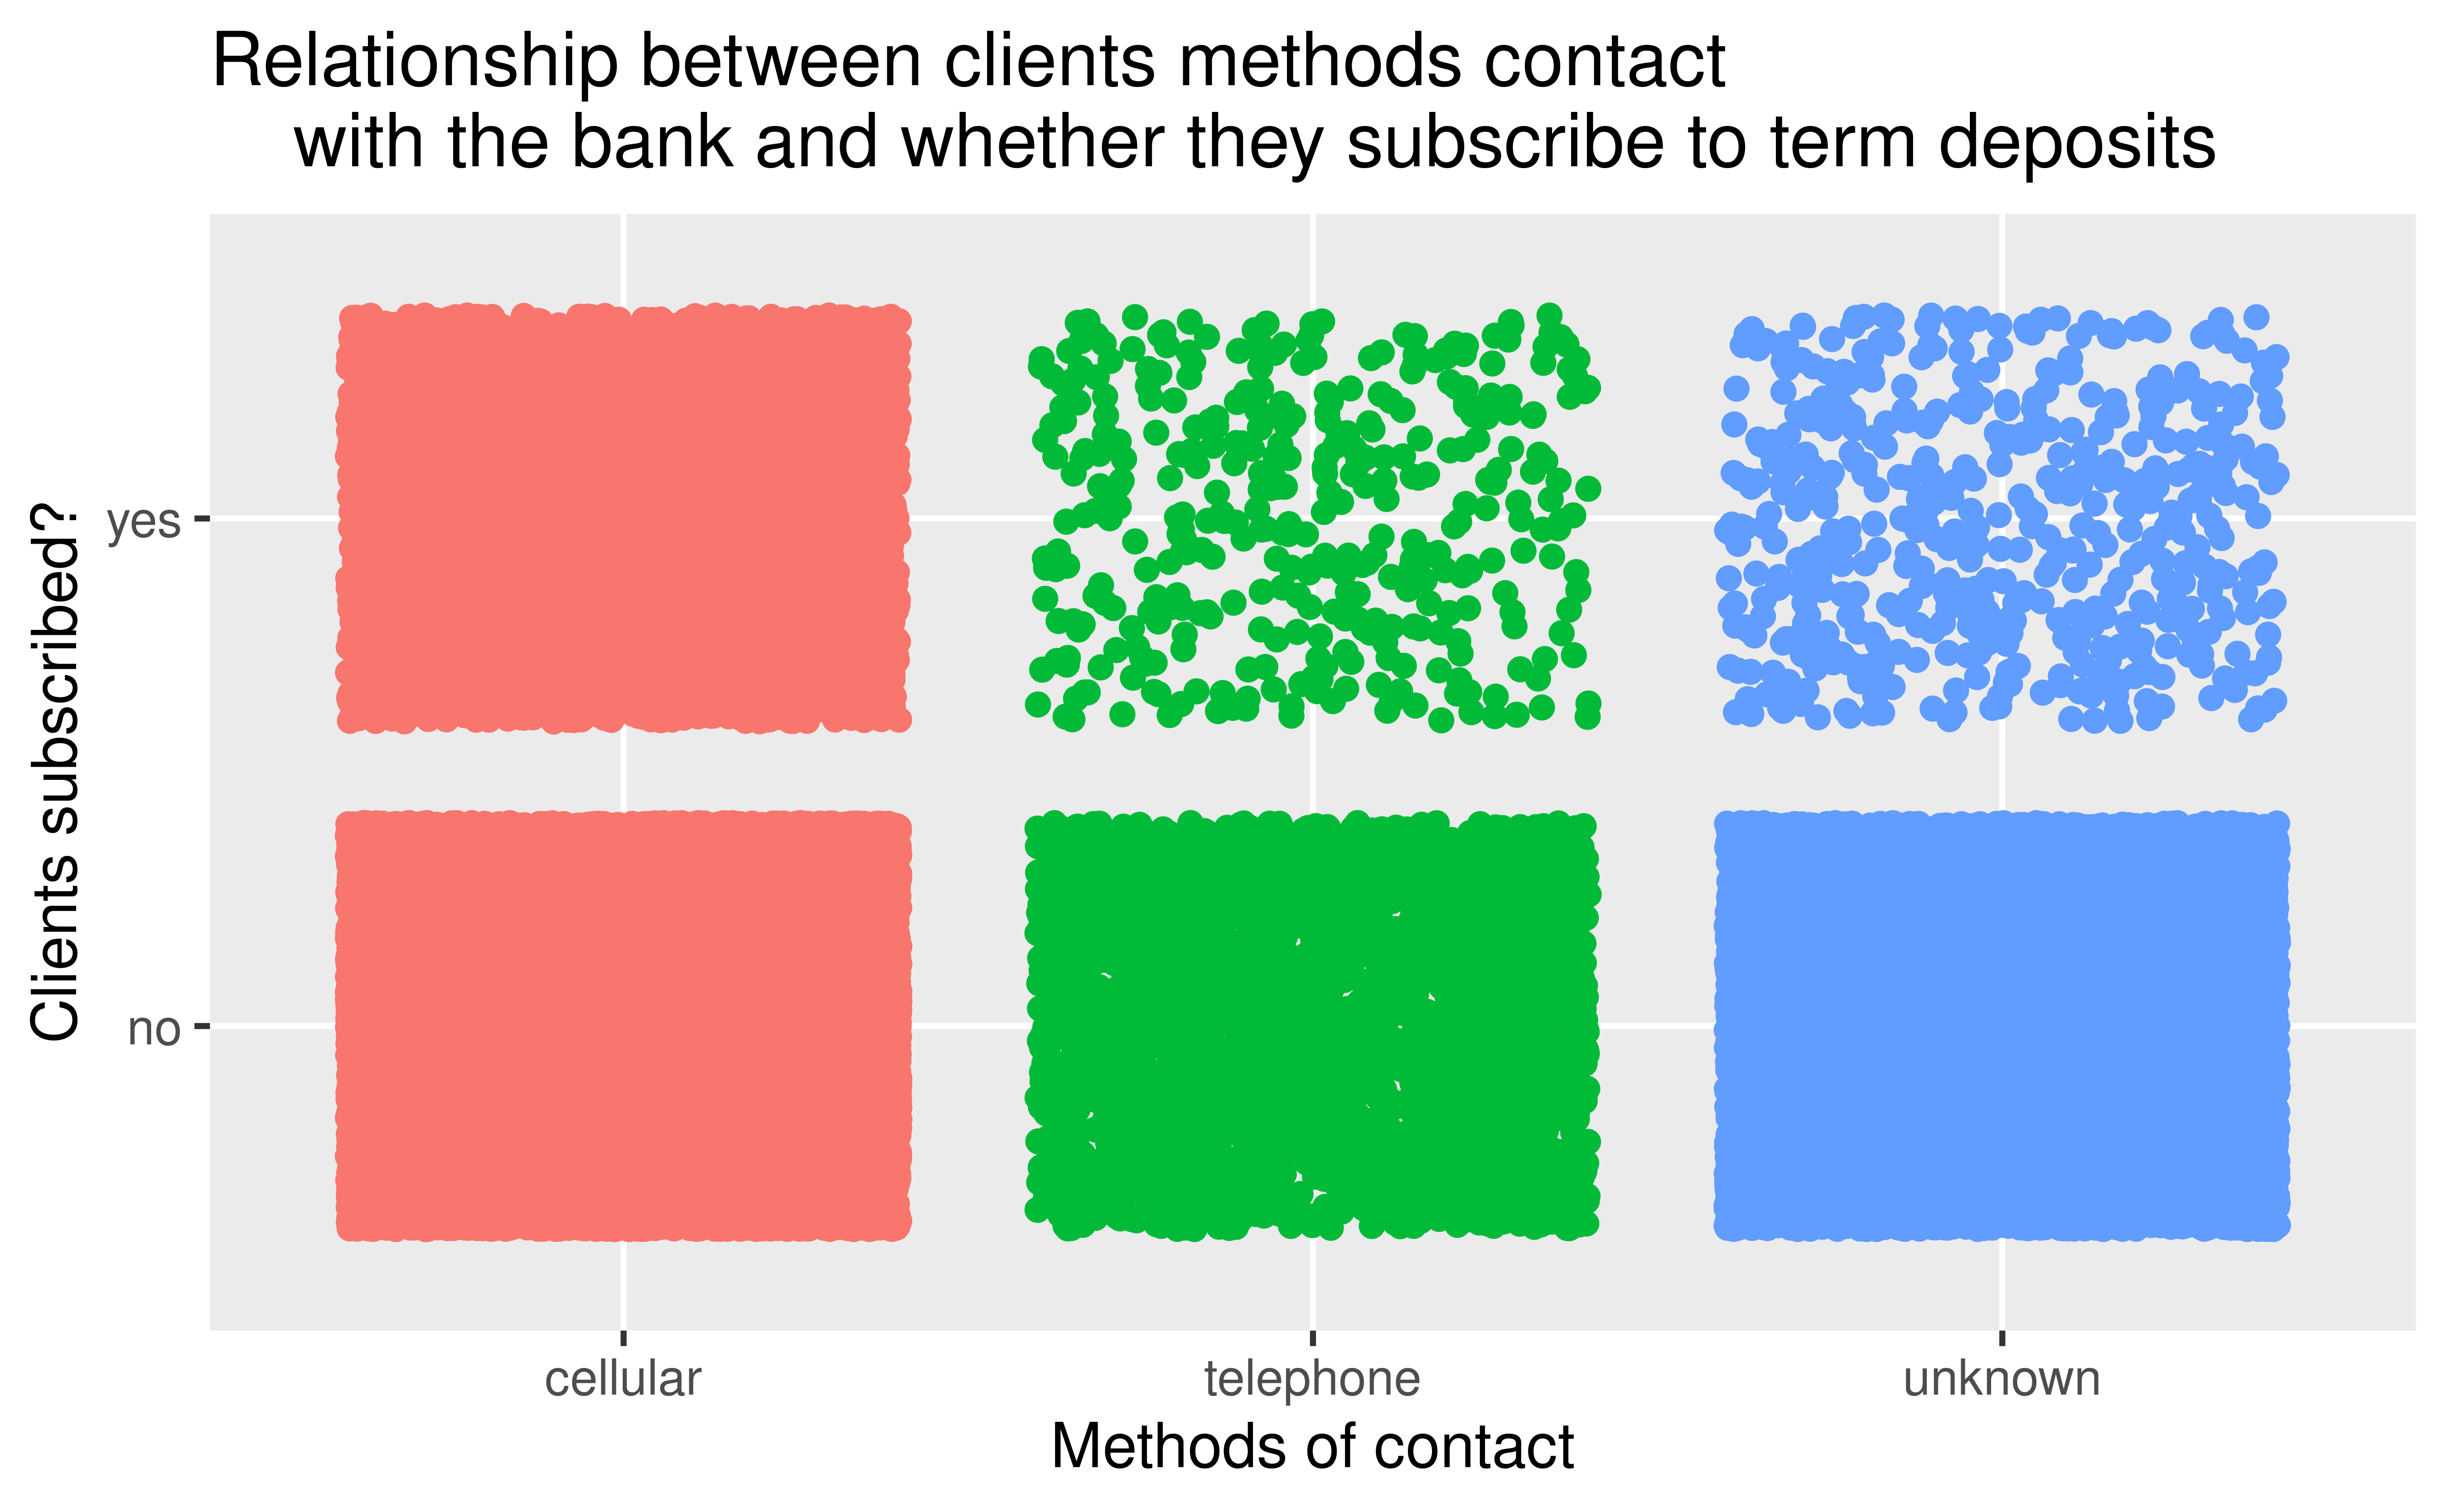 Relationship between clients methods contact
with the bank and whether they subscribe to term deposits
Clients subscribed?
yes
no
cellular
telephone
unknown
Methods of contact